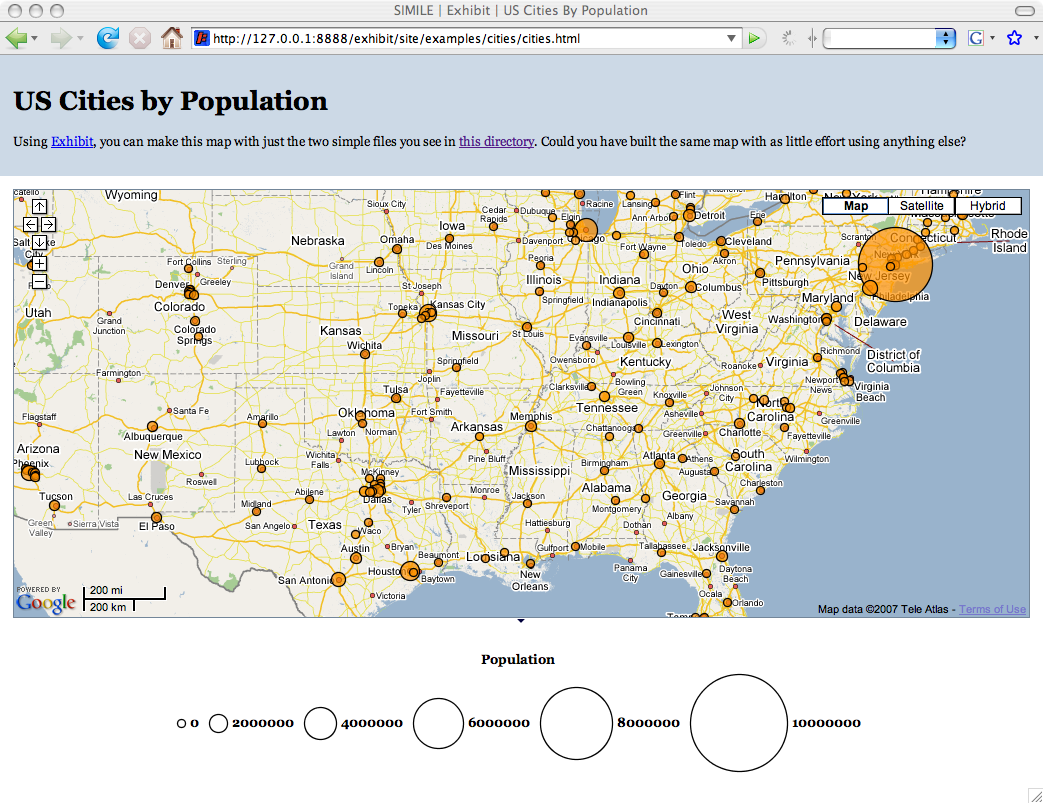 SIMILE | Exhibit | US Cities By Population
http://127.0.0.1:8888/exhibit/site/examples/cities/cities.html
G
US Cities by Population
Using Exhibit, you can make this map with just the two simple files you see in this directory. Could you have built the same map with as little effort using anything else?
Map Satellite Hybrid
Wyoming
Sioux City
Cedar Rapids
Dubuque
Elgin
Racine
Lansing
Flint
Ann Arbor
Detroit
Hamilton
Erie
Scranton
Connecticut
Rhode Island
Nebraska
Iowa
Omaha
Des Moines
Davenport
Fort Wayne
Toledo
Cleveland
Akron
Pennsylvania
New Jersey
Philadelphia
Pittsburgh
Fort Collins
Sterling
Greeley
Grand Island
Lincoln
Peoria
Illinois
Indiana
Ohio
Columbus
Dayton
Denver
Colorado
St Joseph
Topeka
Kansas City
Springfield
Indianapolis
Cincinnati
West Virginia
Maryland
Washington
Delaware
Utah
Grand Junction
Colorado Springs
Kansas
Wichita
Missouri
St Louis
Evansville
Louisville
Lexington
Owensboro
Kentucky
Richmond
District of Columbia
Roanoke
Virginia
Newport News
Virginia Beach
Farmington
Springfield
Joplin
Tulsa
Fayetteville
Clarksville
Bowling Green
Knoxville
Johnson City
Tennessee
Flagstaff
Santa Fe
Amarillo
Oklahoma
Norman
Fort Smith
Arkansas
Memphis
Chattanooga
Asheville
North Carolina
Greenville
Charlotte
Fayetteville
Greenville
Wilmington
Albuquerque
Arizona
Phoenix
New Mexico
Lawton
Wichita Falls
Lubbock
Roswell
McKinney
Dallas
Pine Bluff
Mississippi
Birmingham
Alabama
Atlanta
Athens
Augusta
South Carolina
Charleston
Georgia
Savannah
Tucson
Las Cruces
El Paso
Green Valley
Sierra Vista
Midland
Abilene
San Angelo
Texas
Tyler
Shreveport
Monroe
Jackson
Montgomery
Albany
Dothan
Hattiesburg
Waco
Austin
Bryan
Beaumont
Louisiana
Gulfport
Mobile
Tallahassee
Jacksonville
San Antonio
Houston
Baytown
Victoria
New Orleans
Panama City
Gainesville
Daytona Beach
Ocala
Orlando
POWERED BY
Google
200 mi
200 km
Map data ©2007 Tele Atlas - Terms of Use
Population
0 2000000 4000000 6000000 8000000 10000000